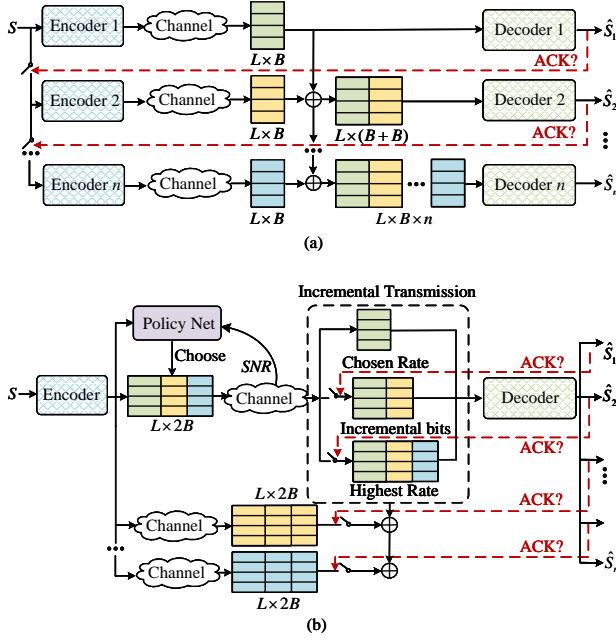 S
Encoder 1
Channel
L×B
Decoder 1
Ŝ₁
ACK?
Encoder 2
Channel
L×B
L×(B+B)
Decoder 2
Ŝ₂
ACK?
Encoder n
Channel
L×B
L×B×n
Decoder n
Ŝₙ
(a)
Incremental Transmission
Policy Net
Choose
SNR
Chosen Rate
ACK?
Ŝ₁
S
Encoder
L×2B
Channel
Decoder
Ŝ₂
Incremental bits
ACK?
Highest Rate
L×2B
Channel
ACK?
Channel
L×2B
ACK?
Ŝₙ
(b)